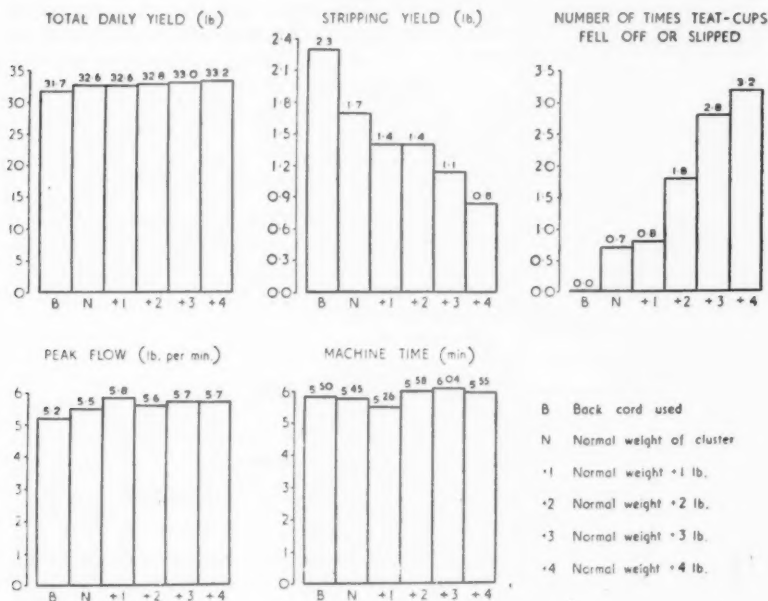 TOTAL DAILY YIELD (lb)
35
30
25
20
15
10
5
0
31·7 32·6 32·6 32·8 33·0 33·2
B N +1 +2 +3 +4
STRIPPING YIELD (lb.)
2·4
1·8
1·2
0·9
0·6
0·3
0·0
2·3
1·7
1·4
1·4
1·1
0·8
B N +1 +2 +3 +4
NUMBER OF TIMES TEAT-CUPS
FELL OFF OR SLIPPED
3·5
3·0
2·5
2·0
1·5
1·0
0·5
0·0
0·0
0·7
0·8
1·8
2·8
3·2
B N +1 +2 +3 +4
PEAK FLOW (lb. per min.)
6
5
4
3
2
1
0
5·2 5·5 5·8 5·6 5·7 5·7
B N +1 +2 +3 +4
MACHINE TIME (min)
6
5
4
3
2
1
0
5 50 5 45 5 26 5 58 6 04 5 55
B N +1 +2 +3 +4
B Back cord used
N Normal weight of cluster
+1 Normal weight +1 lb.
+2 Normal weight +2 lb.
+3 Normal weight +3 lb.
+4 Normal weight +4 lb.